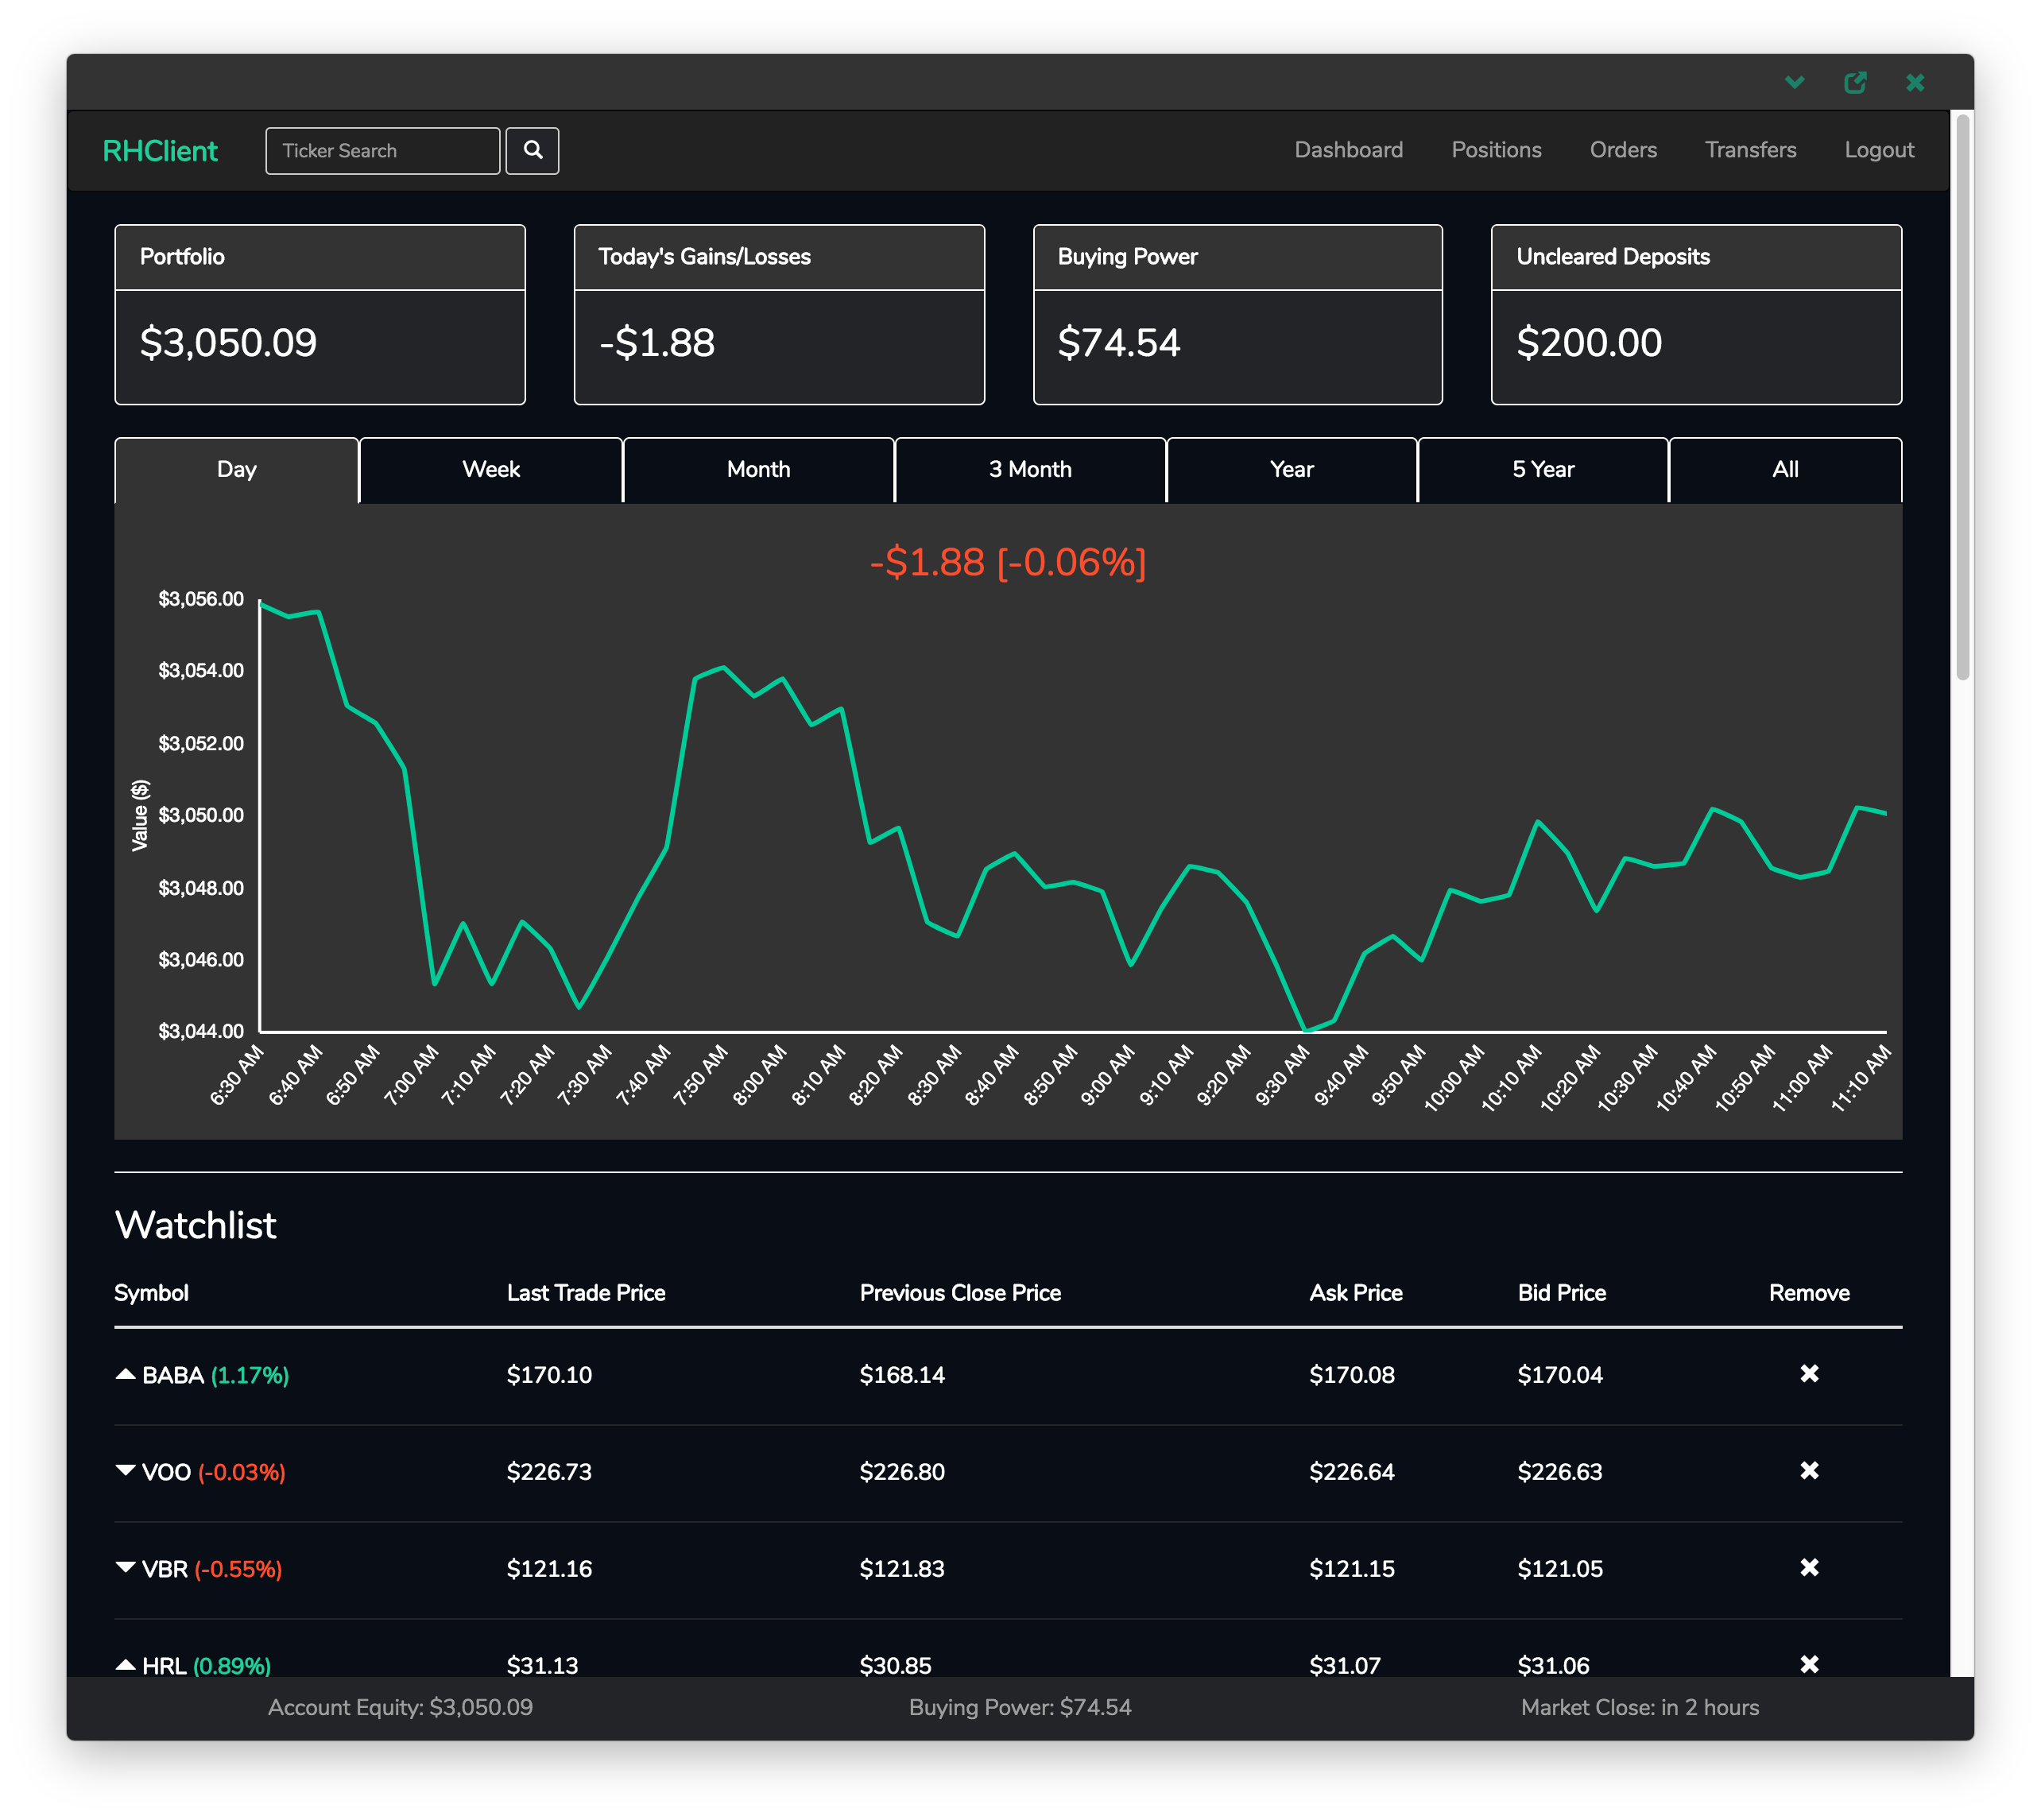 RHClient Ticker Search Dashboard Positions Orders Transfers Logout
Portfolio Today's Gains/Losses Buying Power Uncleared Deposits
$3,050.09 -$1.88 $74.54 $200.00
Day Week Month 3 Month Year 5 Year All
-$1.88 [-0.06%]
Value ($)
$3,056.00
$3,054.00
$3,052.00
$3,050.00
$3,048.00
$3,046.00
$3,044.00
6:30 AM 6:40 AM 6:50 AM 7:00 AM 7:10 AM 7:20 AM 7:30 AM 7:40 AM 7:50 AM 8:00 AM 8:10 AM 8:20 AM 8:30 AM 8:40 AM 8:50 AM 9:00 AM 9:10 AM 9:20 AM 9:30 AM 9:40 AM 9:50 AM 10:00 AM 10:10 AM 10:20 AM 10:30 AM 10:40 AM 10:50 AM 11:00 AM 11:10 AM
Watchlist
Symbol Last Trade Price Previous Close Price Ask Price Bid Price Remove
BABA (1.17%) $170.10 $168.14 $170.08 $170.04
VOO (-0.03%) $226.73 $226.80 $226.64 $226.63
VBR (-0.55%) $121.16 $121.83 $121.15 $121.05
HRL (0.89%) $31.13 $30.85 $31.07 $31.06
Account Equity: $3,050.09 Buying Power: $74.54 Market Close: in 2 hours